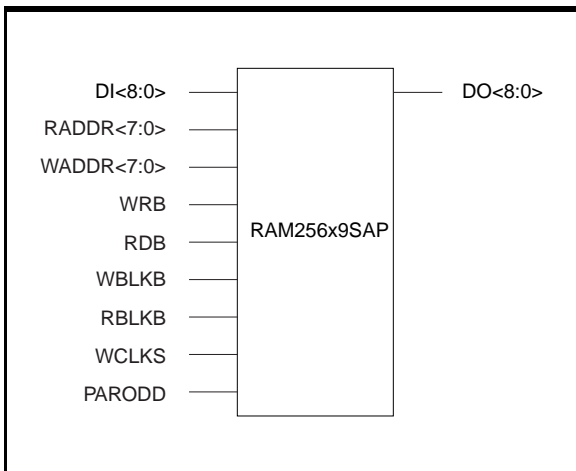 DI<8:0>
DO<8:0>
RADDR<7:0>
WADDR<7:0>
WRB
RAM256x9SAP
RDB
WBLKB
RBLKB
WCLKS
PARODD